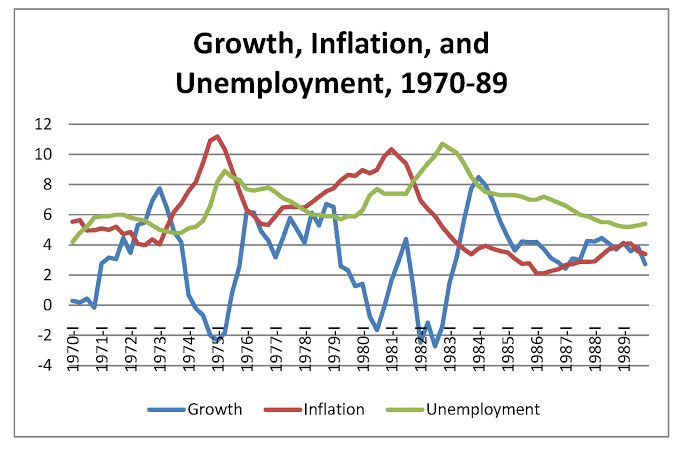 Growth, Inflation, and
Unemployment, 1970-89
12
10
8
6
4
2
0
-2
-4
1970-I
1971-I
1972-I
1973-I
1974-I
1975-I
1976-I
1977-I
1978-I
1979-I
1980-I
1981-I
1982-I
1983-I
1984-I
1985-I
1986-I
1987-I
1988-I
1989-I
Growth Inflation Unemployment